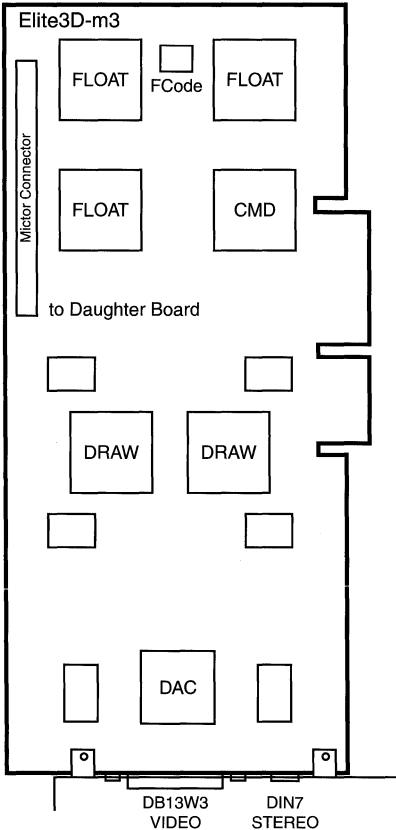 Elite3D-m3
FLOAT
FCode
FLOAT
Mictor Connector
FLOAT
CMD
to Daughter Board
DRAW
DRAW
DAC
DB13W3
VIDEO
DIN7
STEREO